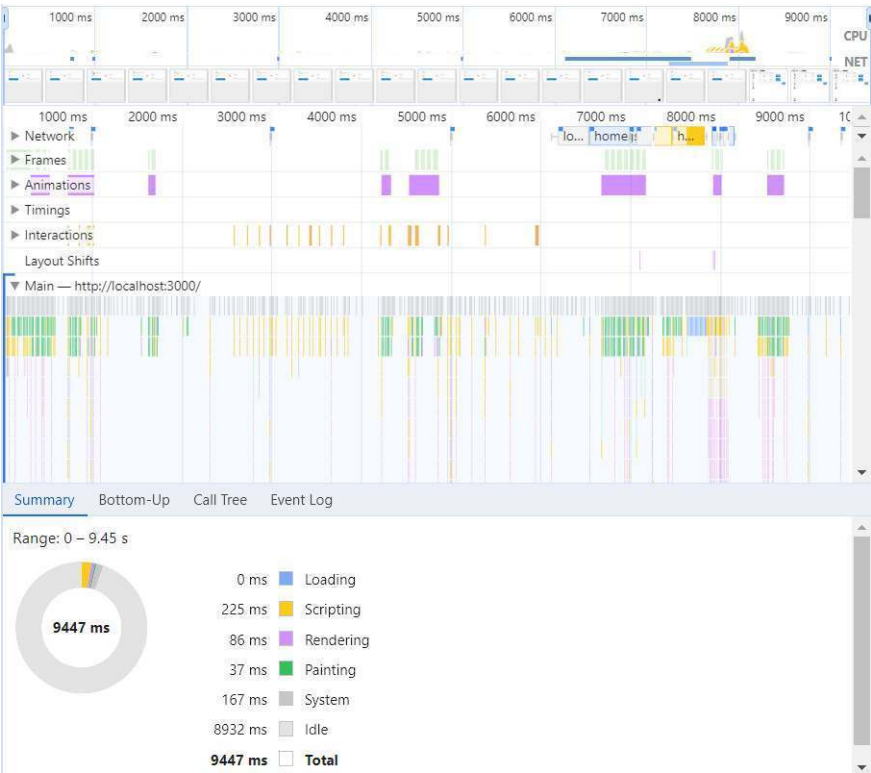 1000 ms 2000 ms 3000 ms 4000 ms 5000 ms 6000 ms 7000 ms 8000 ms 9000 ms
CPU
NET
1000 ms 2000 ms 3000 ms 4000 ms 5000 ms 6000 ms 7000 ms 8000 ms 9000 ms 10
Network lo... home h...
Frames
Animations
Timings
Interactions
Layout Shifts
Main — http://localhost:3000/
Summary Bottom-Up Call Tree Event Log
Range: 0 – 9.45 s
9447 ms
0 ms Loading
225 ms Scripting
86 ms Rendering
37 ms Painting
167 ms System
8932 ms Idle
9447 ms Total